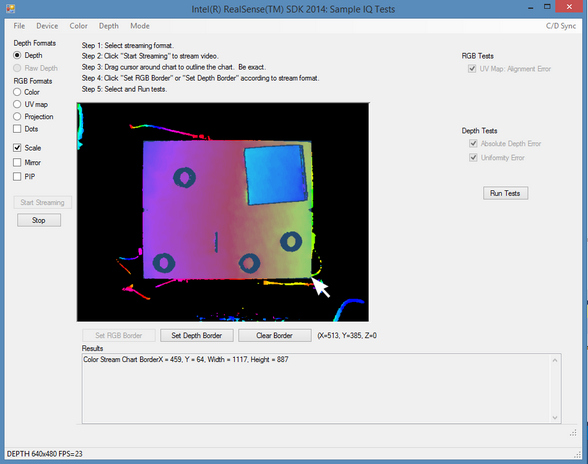 Intel(R) RealSense(TM) SDK 2014: Sample IQ Tests
File Device Color Depth Mode C/D Sync
Depth Formats
Depth
Raw Depth
RGB Formats
Color
UV map
Projection
Dots
Scale
Mirror
PIP
Start Streaming
Stop
Step 1: Select streaming format.
Step 2: Click "Start Streaming" to stream video.
Step 3: Drag cursor around chart to outline the chart. Be exact.
Step 4: Click "Set RGB Border" or "Set Depth Border" according to stream format.
Step 5: Select and Run tests.
RGB Tests
UV Map: Alignment Error
Depth Tests
Absolute Depth Error
Uniformity Error
Run Tests
Set RGB Border Set Depth Border Clear Border (X=513, Y=385, Z=0
Results
Color Stream Chart BorderX = 459, Y = 64, Width = 1117, Height = 887
DEPTH 640x480 FPS=23